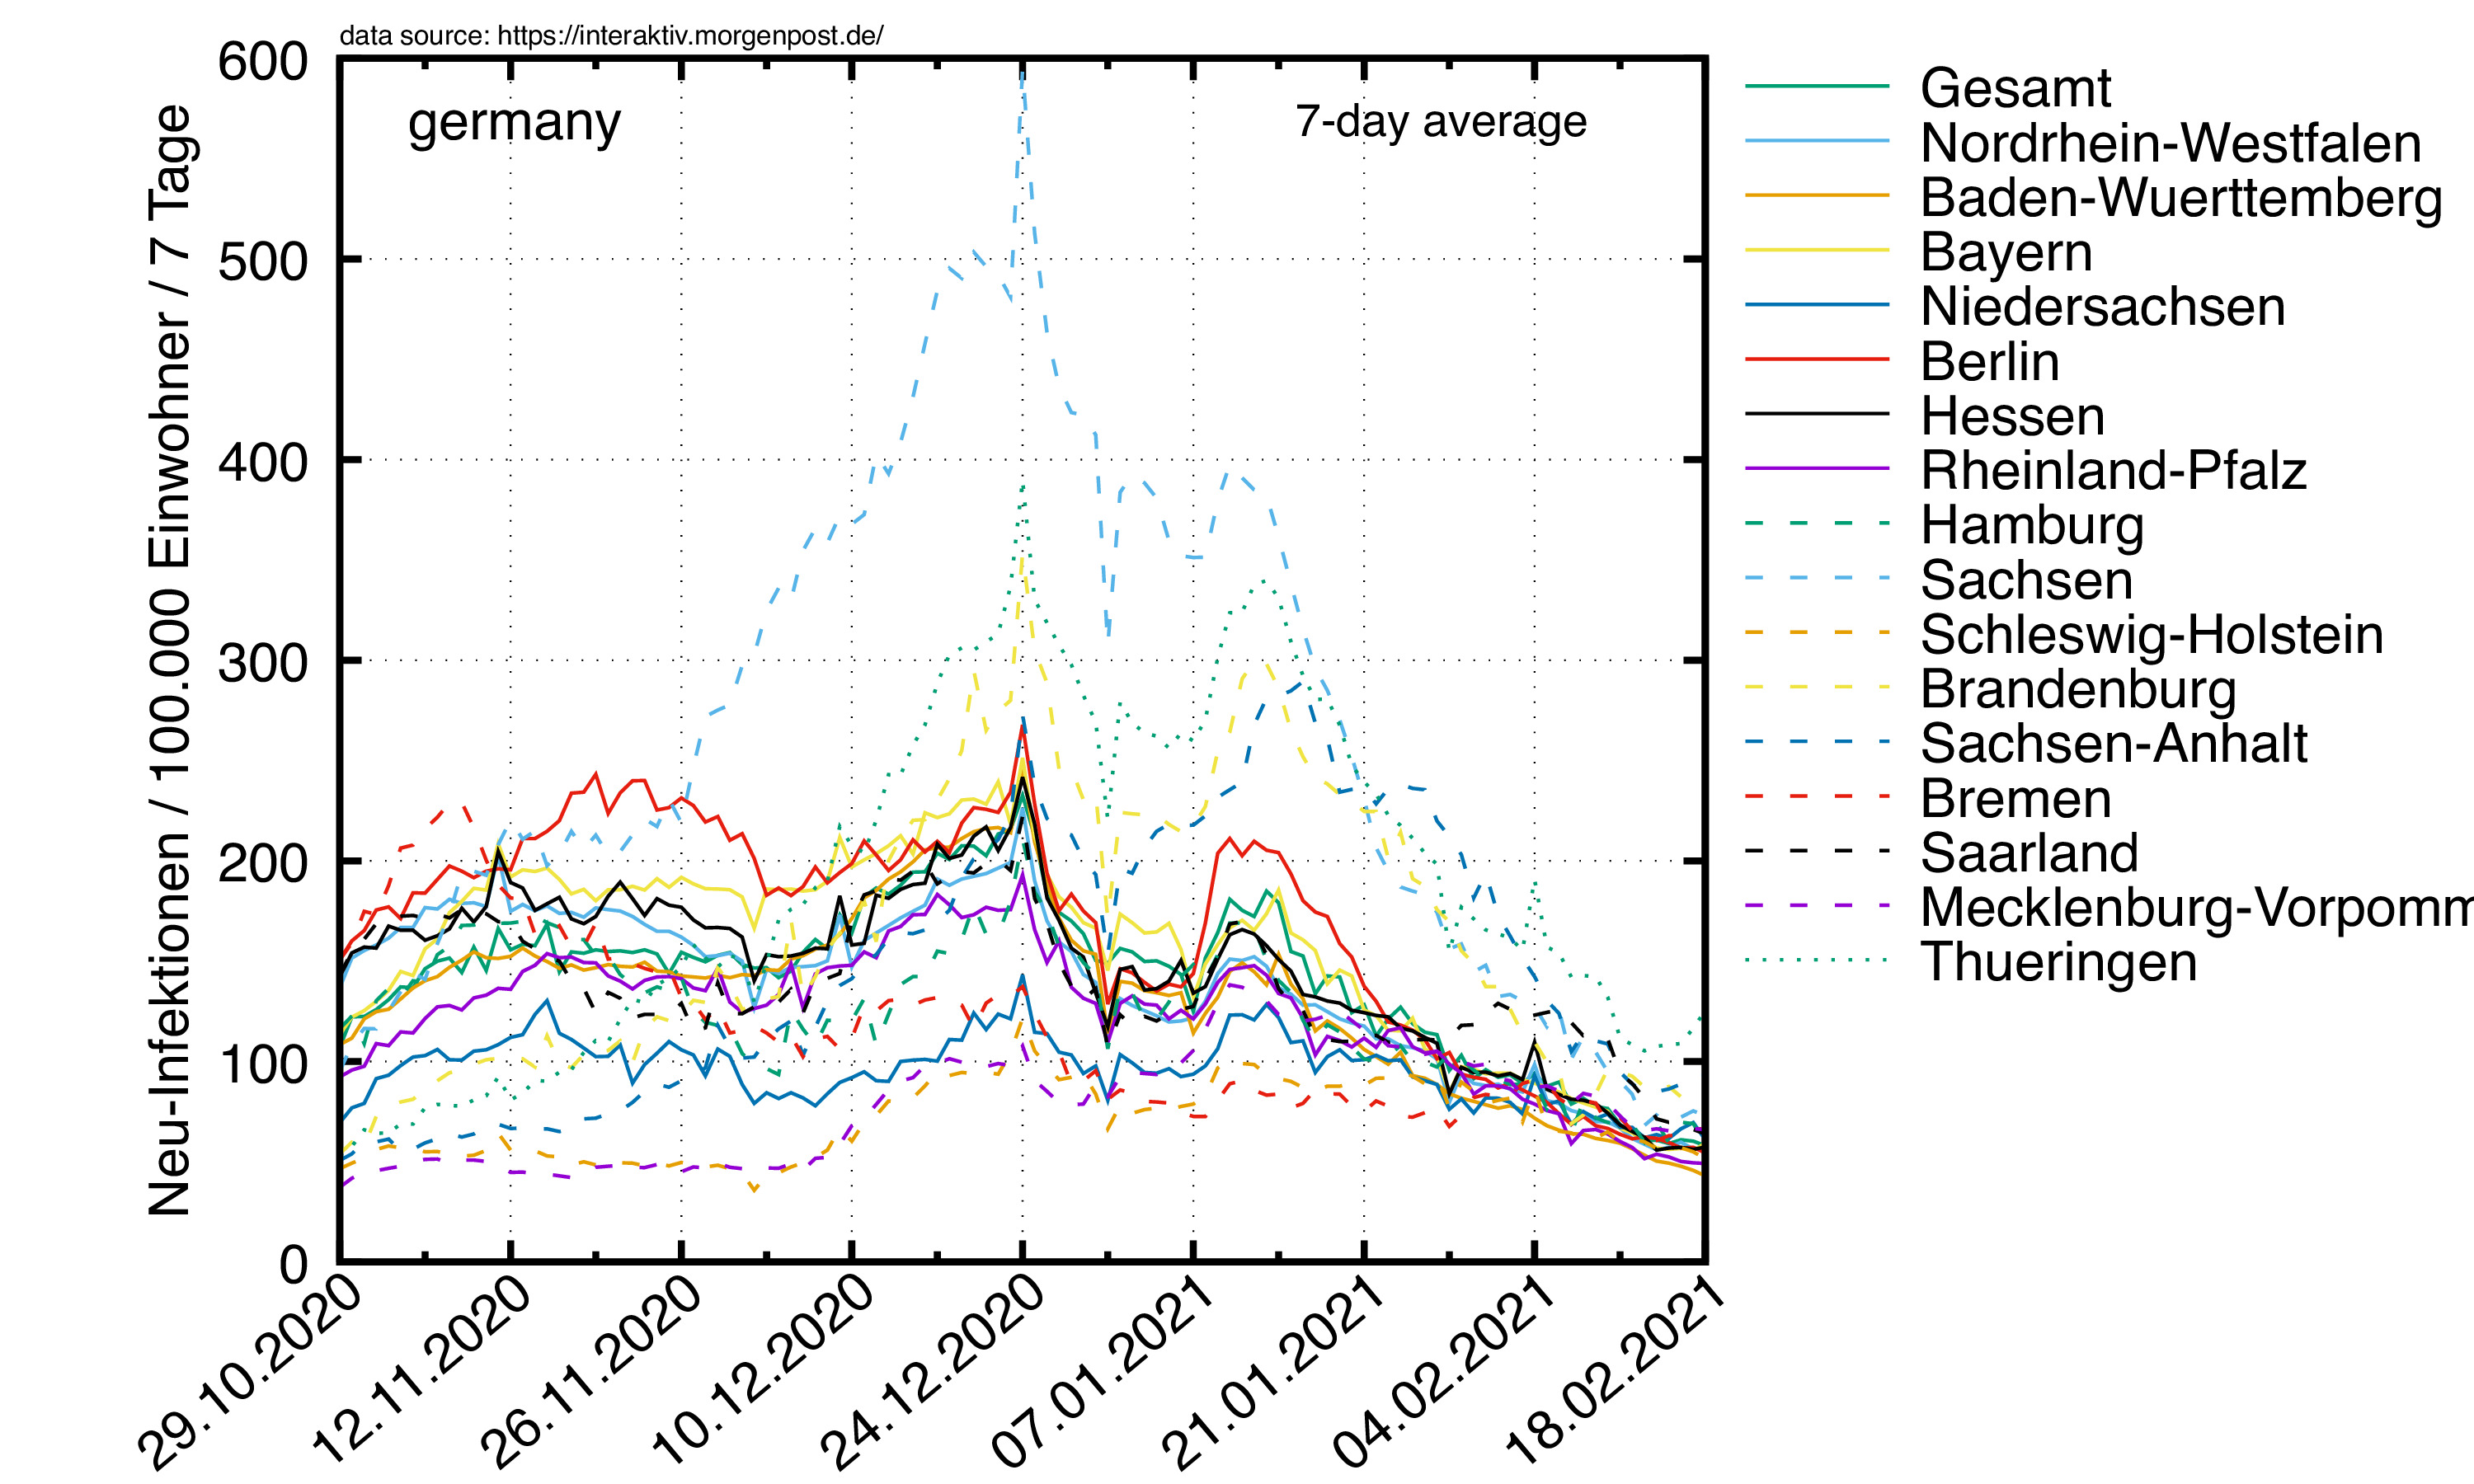 data source: https://interaktiv.morgenpost.de/
germany
7-day average
Neu-Infektionen / 100.000 Einwohner / 7 Tage
600
500
400
300
200
100
0
29.10.2020
12.11.2020
26.11.2020
10.12.2020
24.12.2020
07.01.2021
21.01.2021
04.02.2021
18.02.2021
Gesamt
Nordrhein-Westfalen
Baden-Wuerttemberg
Bayern
Niedersachsen
Berlin
Hessen
Rheinland-Pfalz
Hamburg
Sachsen
Schleswig-Holstein
Brandenburg
Sachsen-Anhalt
Bremen
Saarland
Mecklenburg-Vorpomm
Thueringen